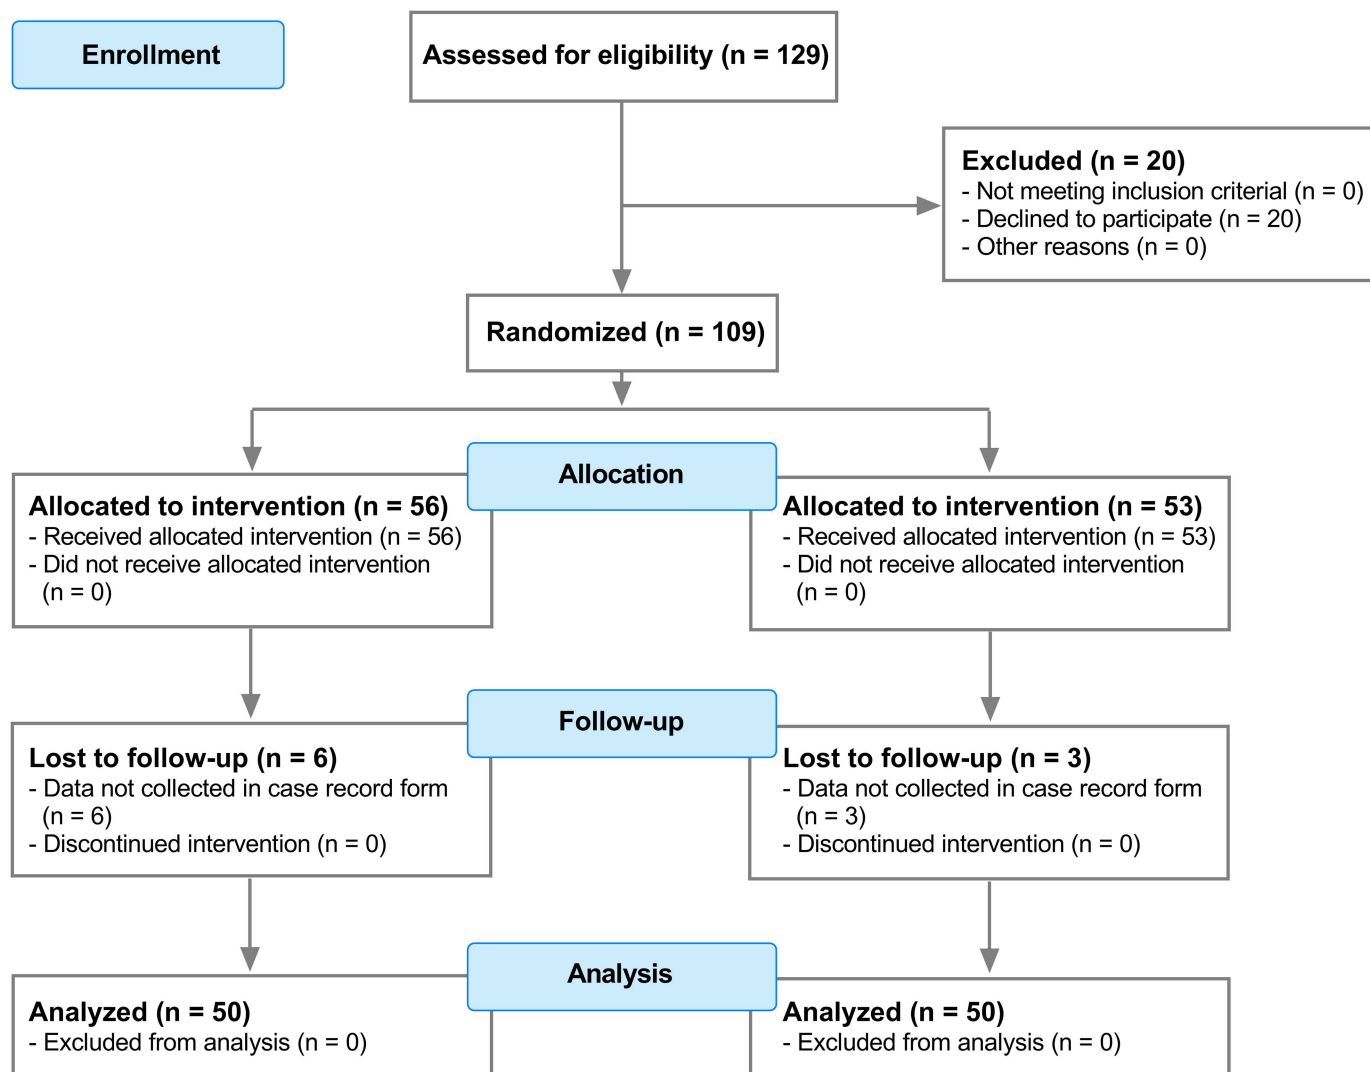 Enrollment
Assessed for eligibility (n = 129)
Excluded (n = 20)
- Not meeting inclusion criterial (n = 0)
- Declined to participate (n = 20)
- Other reasons (n = 0)
Randomized (n = 109)
Allocation
Allocated to intervention (n = 56)
- Received allocated intervention (n = 56)
- Did not receive allocated intervention
(n = 0)
Allocated to intervention (n = 53)
- Received allocated intervention (n = 53)
- Did not receive allocated intervention
(n = 0)
Follow-up
Lost to follow-up (n = 6)
- Data not collected in case record form
(n = 6)
- Discontinued intervention (n = 0)
Lost to follow-up (n = 3)
- Data not collected in case record form
(n = 3)
- Discontinued intervention (n = 0)
Analysis
Analyzed (n = 50)
- Excluded from analysis (n = 0)
Analyzed (n = 50)
- Excluded from analysis (n = 0)